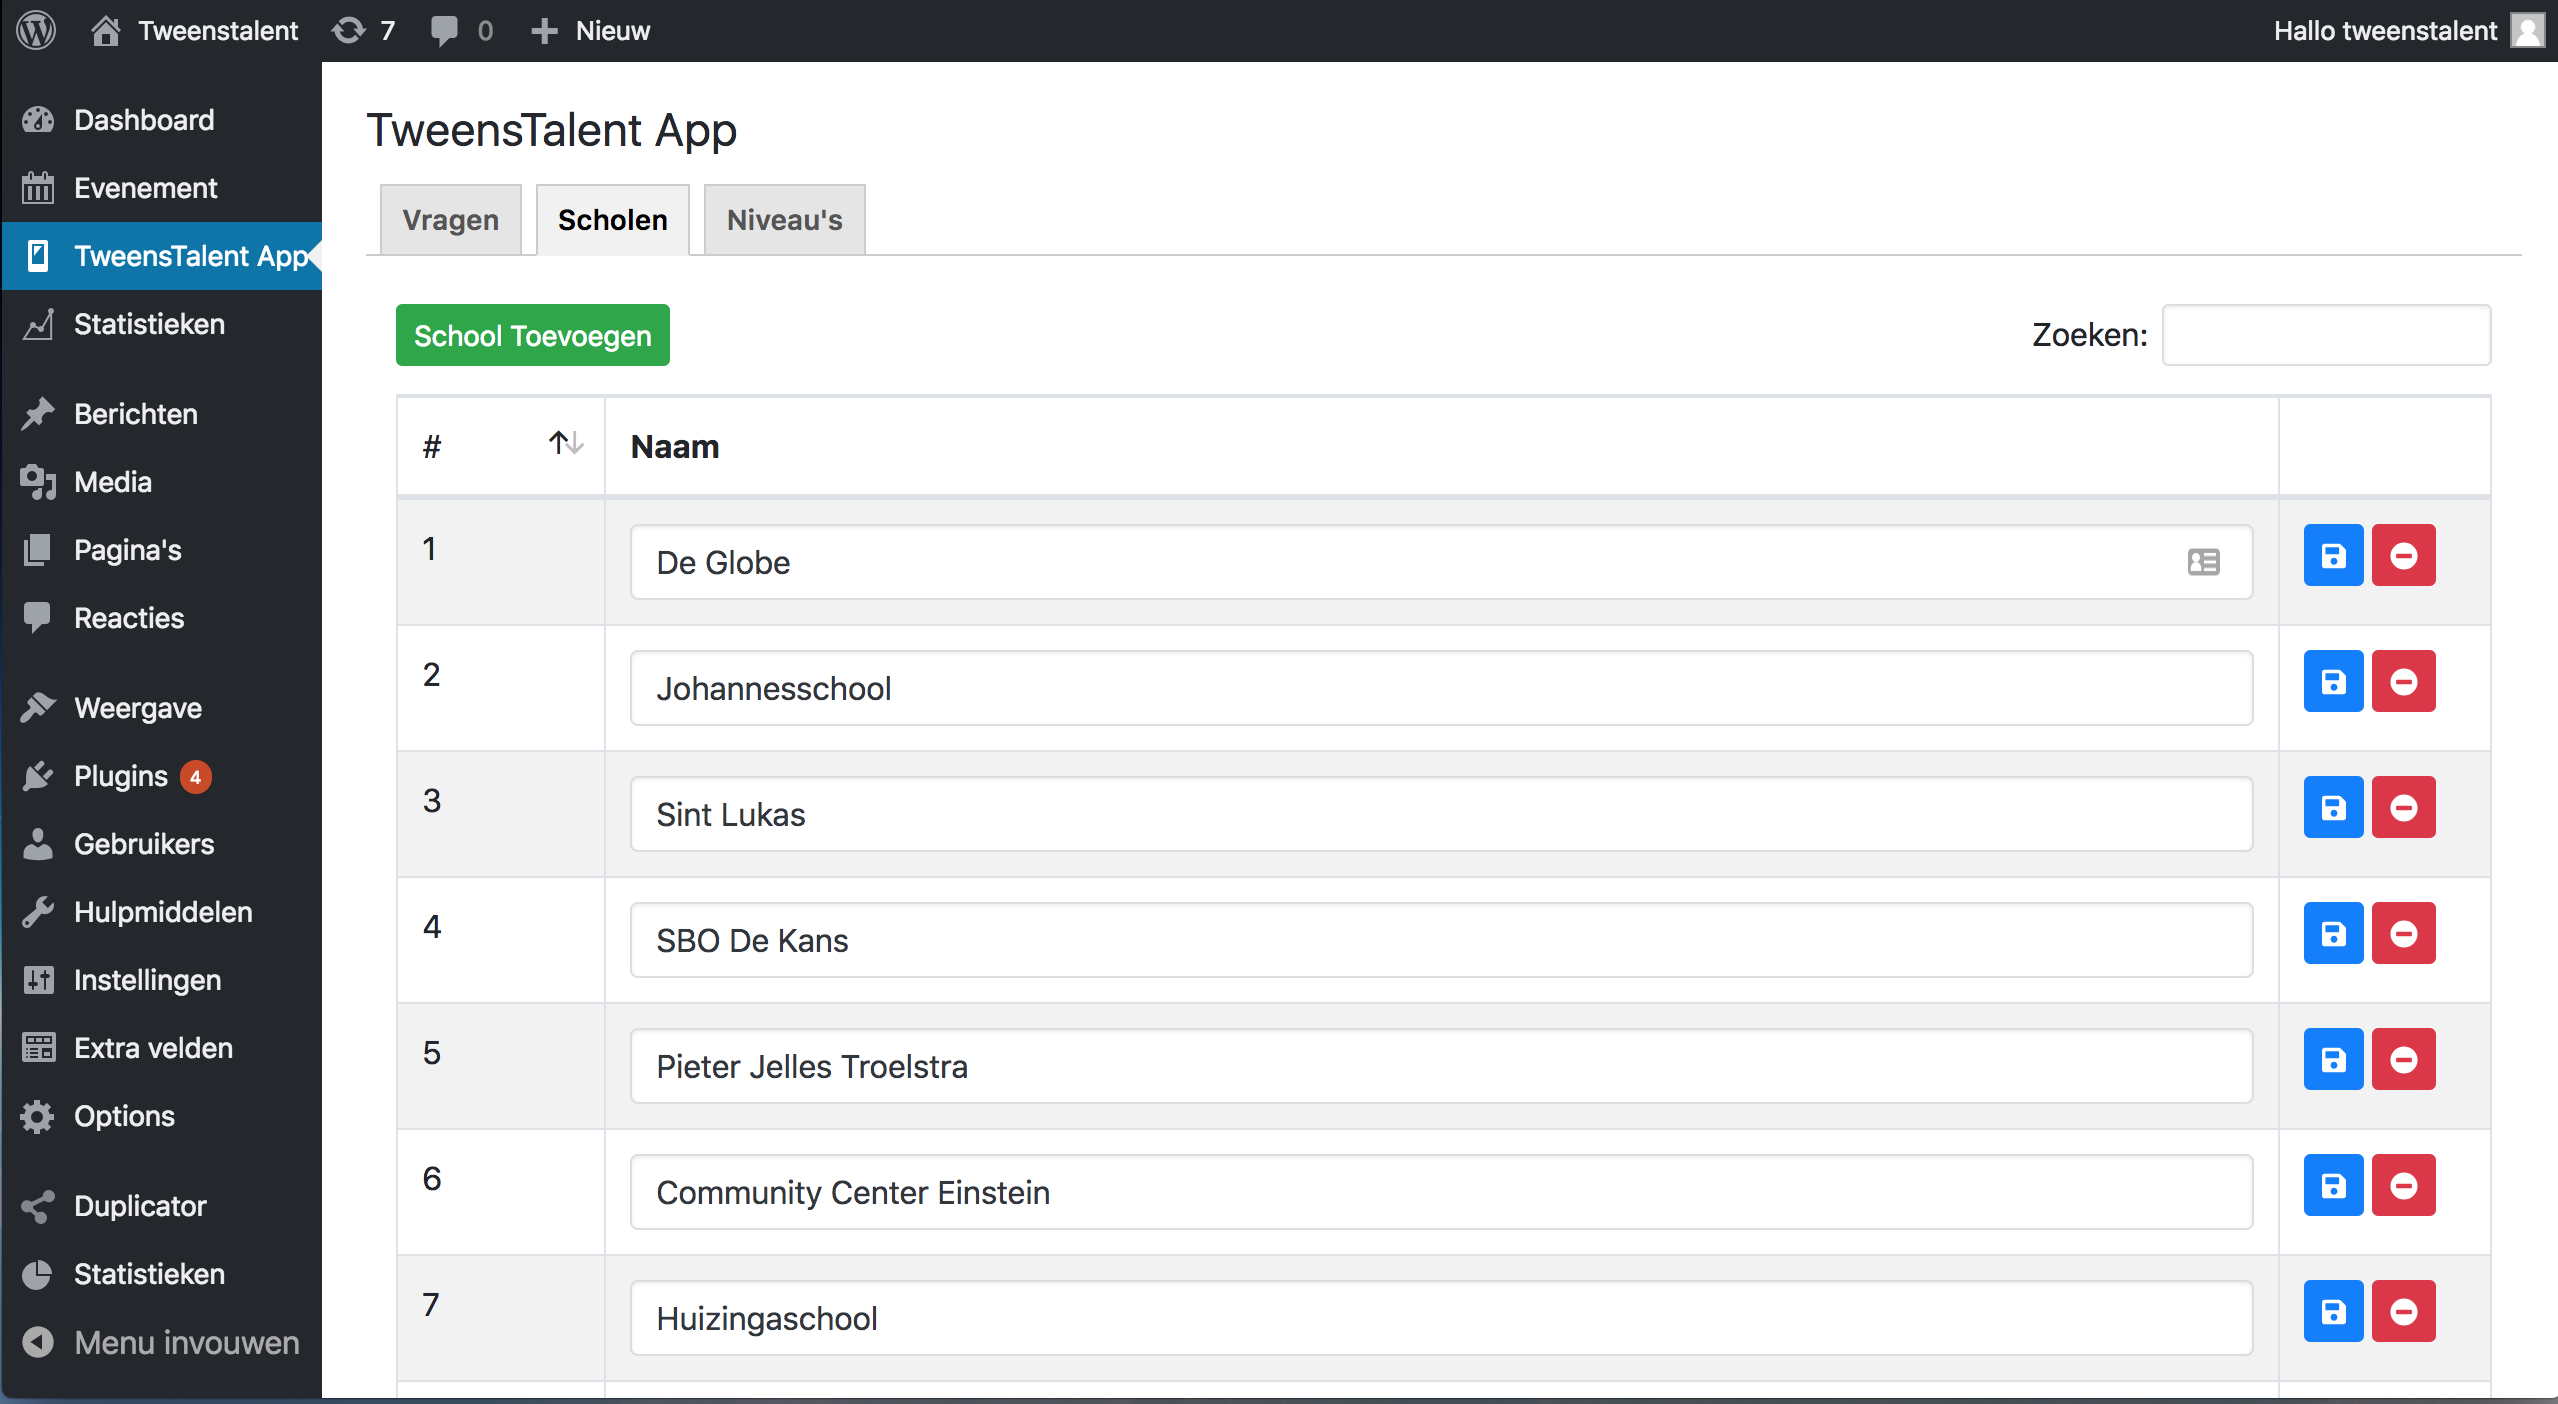 Tweenstalent 7 0 Nieuw Hallo tweenstalent
Dashboard
Evenement
TweensTalent App
Statistieken
Berichten
Media
Pagina's
Reacties
Weergave
Plugins 4
Gebruikers
Hulpmiddelen
Instellingen
Extra velden
Options
Duplicator
Statistieken
Menu invouwen
TweensTalent App
Vragen Scholen Niveau's
School Toevoegen Zoeken:
# Naam
1 De Globe
2 Johannesschool
3 Sint Lukas
4 SBO De Kans
5 Pieter Jelles Troelstra
6 Community Center Einstein
7 Huizingaschool